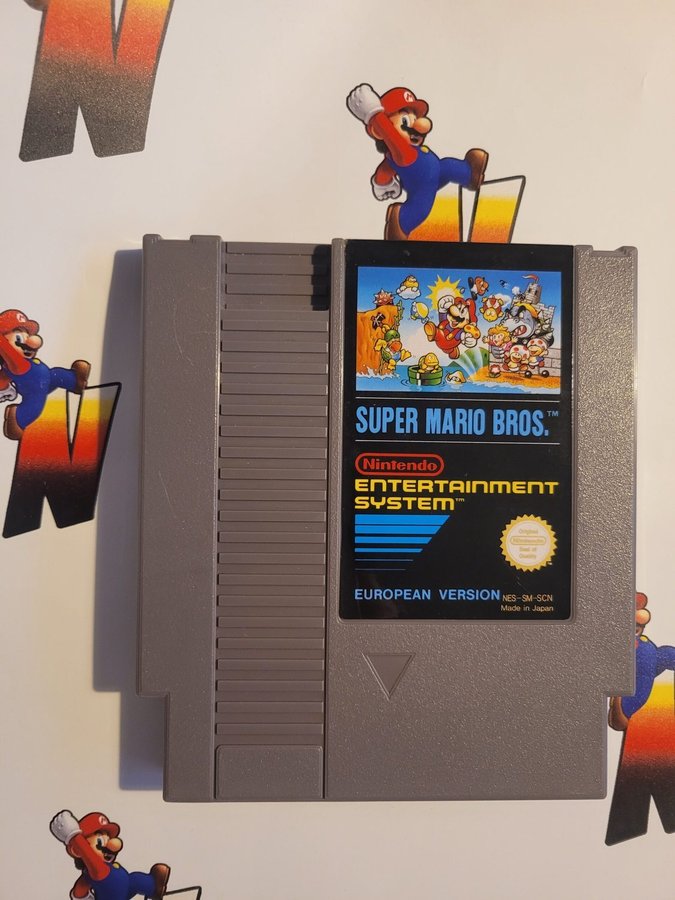 SUPER MARIO BROS.™
Nintendo
ENTERTAINMENT
SYSTEM™
Original
Nintendo
Seal of
Quality
EUROPEAN VERSION NES-SM-SCN
Made in Japan
N
N
N
N